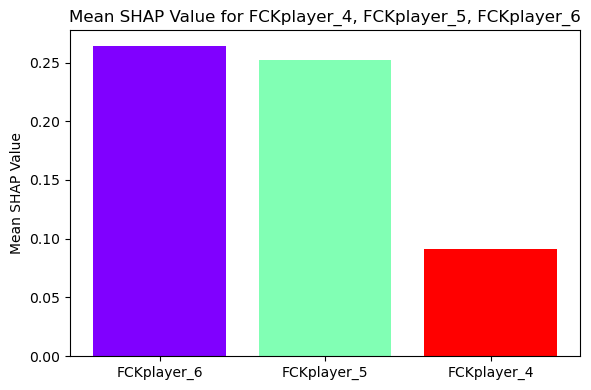 Mean SHAP Value for FCKplayer_4, FCKplayer_5, FCKplayer_6
Mean SHAP Value
0.25
0.20
0.15
0.10
0.05
0.00
FCKplayer_6 FCKplayer_5 FCKplayer_4